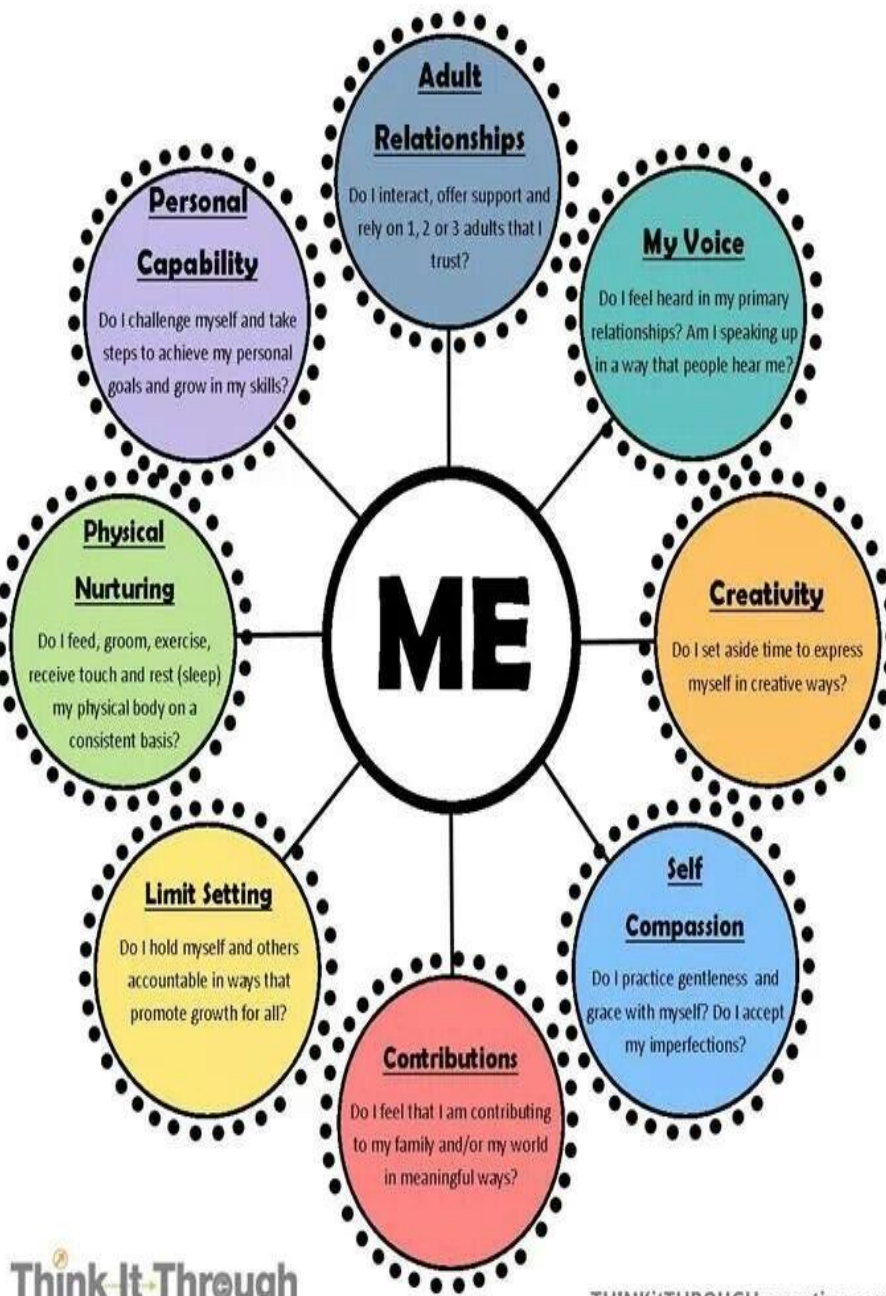 Adult
Relationships
Do I interact, offer support and
rely on 1, 2 or 3 adults that I
trust?
My Voice
Do I feel heard in my primary
relationships? Am I speaking up
in a way that people hear me?
Creativity
Do I set aside time to express
myself in creative ways?
Self
Compassion
Do I practice gentleness and
grace with myself? Do I accept
my imperfections?
Contributions
Do I feel that I am contributing
to my family and/or my world
in meaningful ways?
Limit Setting
Do I hold myself and others
accountable in ways that
promote growth for all?
Physical
Nurturing
Do I feed, groom, exercise,
receive touch and rest (sleep)
my physical body on a
consistent basis?
Personal
Capability
Do I challenge myself and take
steps to achieve my personal
goals and grow in my skills?
ME
Think It Through